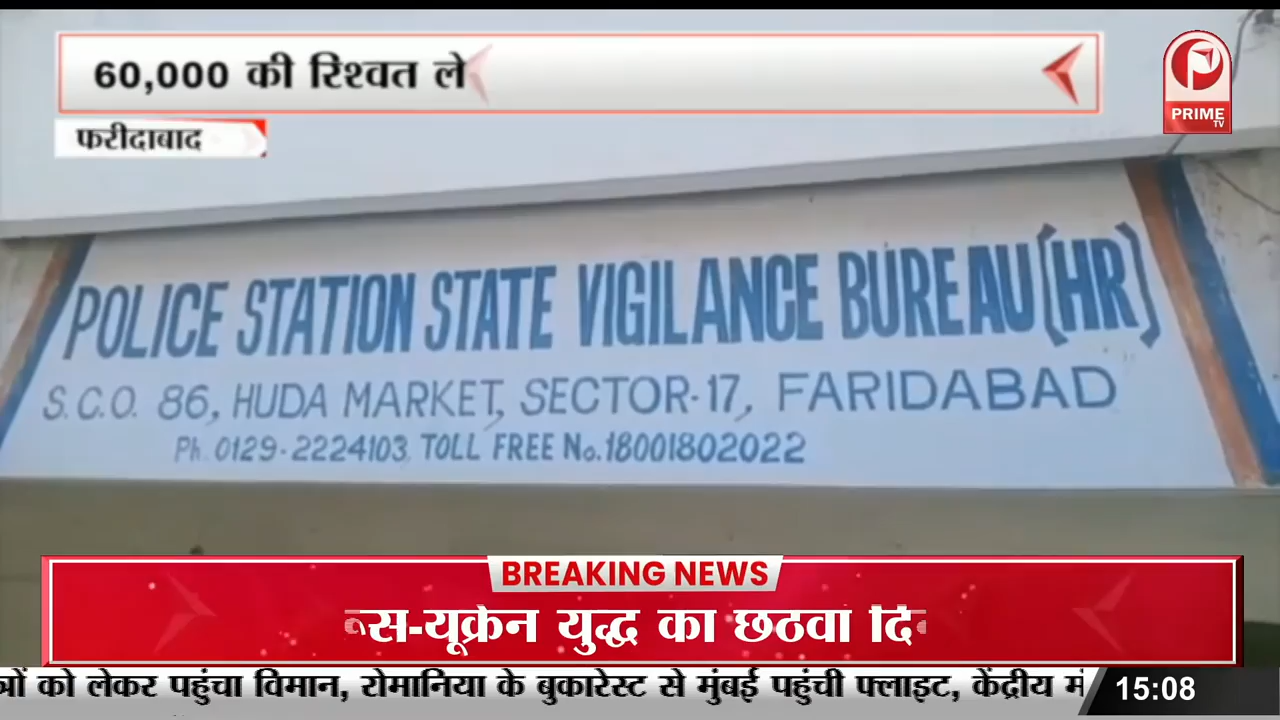 60,000 की रिश्वत ले
PRIME
TV
फरीदाबाद
POLICE STATION STATE VIGILANCE BUREAU (HR)
S.C.O. 86, HUDA MARKET, SECTOR-17, FARIDABAD
Ph. 0129-2224103, TOLL FREE No.18001802022
BREAKING NEWS
यूक्रेन युद्ध का छठवा
को लेकर पहुंचा विमान, रोमानिया के बुकारेस्ट से मुंबई पहुंची फ्लाइट, केंद्रीय
15:08